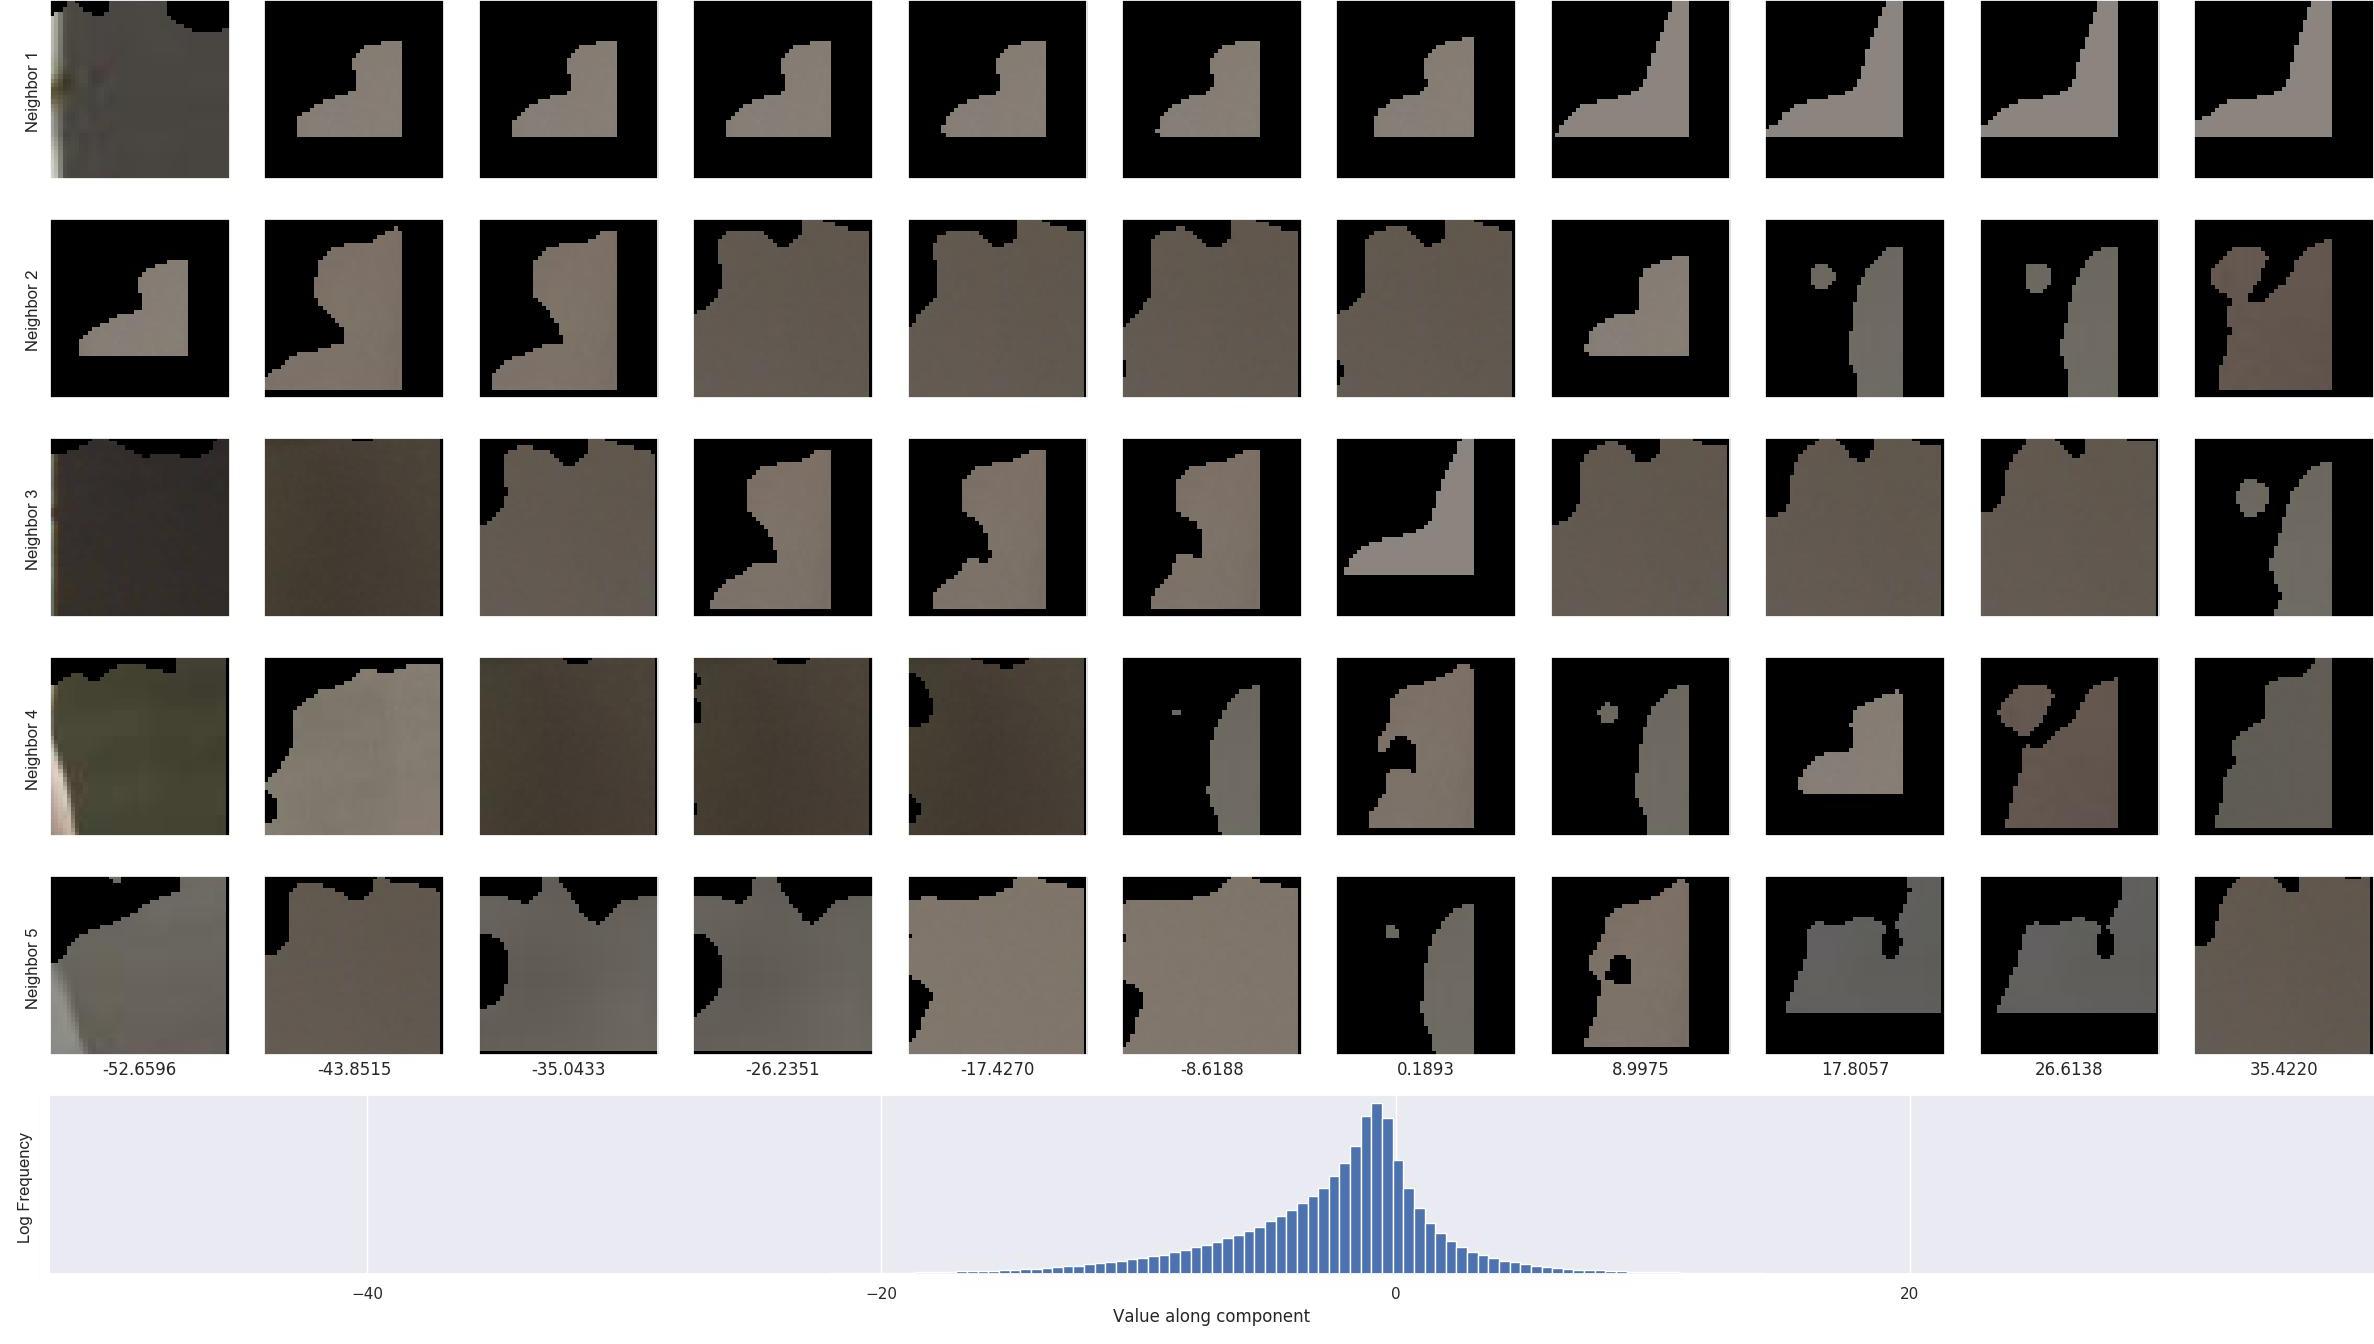 Neighbor 1
Neighbor 2
Neighbor 3
Neighbor 4
Neighbor 5
-52.6596 -43.8515 -35.0433 -26.2351 -17.4270 -8.6188 0.1893 8.9975 17.8057 26.6138 35.4220
Log Frequency
−40 −20 0 20
Value along component